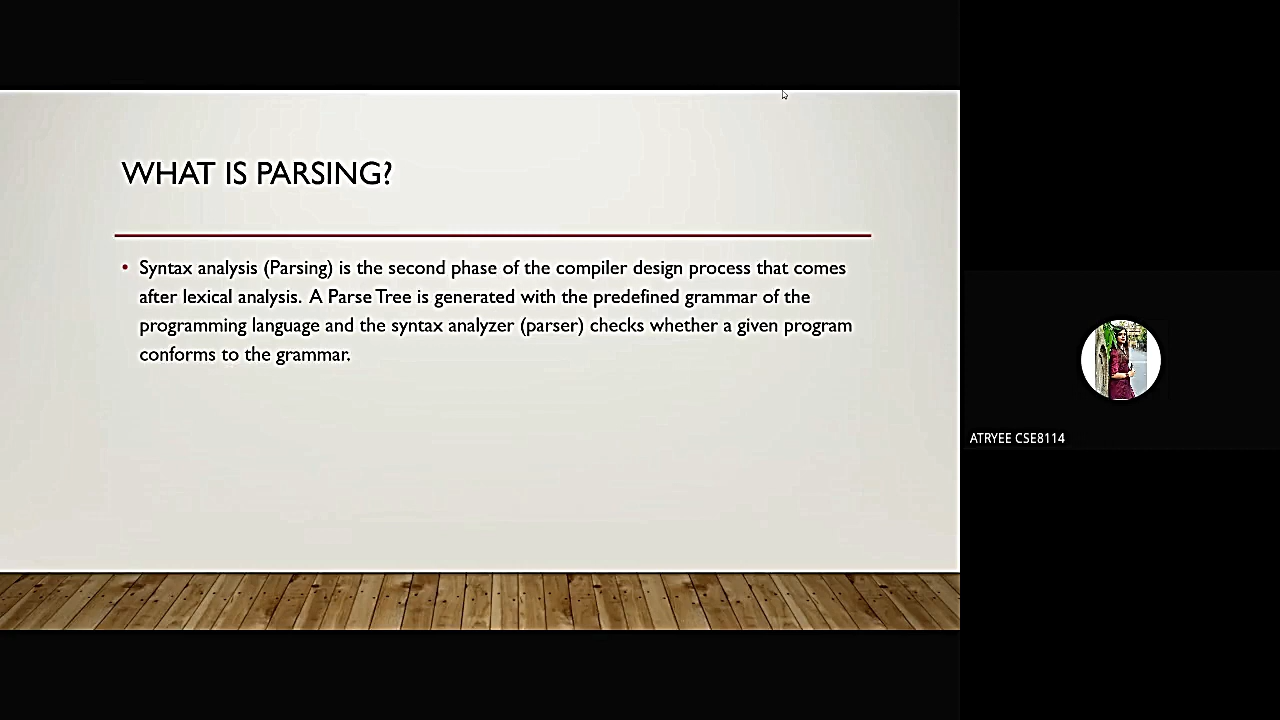 WHAT IS PARSING?
• Syntax analysis (Parsing) is the second phase of the compiler design process that comes
after lexical analysis. A Parse Tree is generated with the predefined grammar of the
programming language and the syntax analyzer (parser) checks whether a given program
conforms to the grammar.
ATRYEE CSE8114